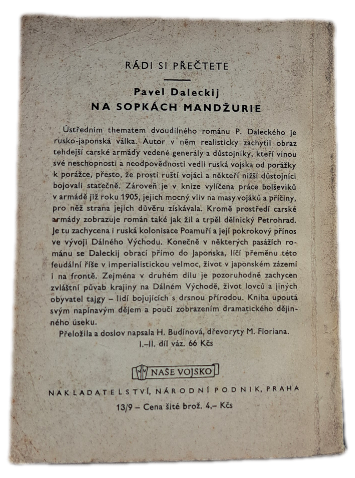 RÁDI SI PŘEČTETE
Pavel Daleckij
NA SOPKÁCH MANDŽURIE
Ústředním thematem dvoudílného románu P. Daleckého je
rusko-japonská válka. Autor v něm realisticky zachytil obraz
tehdejší carské armády vedené generály a důstojníky, kteří vinou
své neschopnosti a neodpovědnosti vedli ruská vojska od porážky
k porážce, přesto, že prostí ruští vojáci a někteří nižší důstojníci
bojovali statečně. Zároveň je v knize vylíčena práce bolševiků
v armádě již roku 1905, jejich mocný vliv na masy vojáků a příčiny,
pro něž strana jejich důvěru získávala. Kromě prostředí carské
armády zobrazuje román také jak žil a trpěl dělnický Petrohrad.
Je tu zachycena i ruská kolonisace Poamuří a její pokrokový přínos
ve vývoji Dálného Východu. Konečně v některých pasážích ro-
mánu se Daleckij obrací přímo do Japonska, líčí přeměnu této
feudální říše v imperialistickou velmoc, život v japonském zázemí
i na frontě. Zejména v druhém dílu je pozoruhodně zachycen
zvláštní půvab krajiny na Dálném Východě, život lovců a jiných
obyvatel tajgy – lidí bojujících s drsnou přírodou. Kniha upoutá
svým napínavým dějem a poučí zobrazením dramatického dějin-
ného úseku.
Přeložila a doslov napsala H. Budínová, dřevoryty M. Floriana.
I.–II. díl váz. 66 Kčs
NAŠE VOJSKO
NAKLADATELSTVÍ, NÁRODNÍ PODNIK, PRAHA
13/9 – Cena šité brož. 4,– Kčs